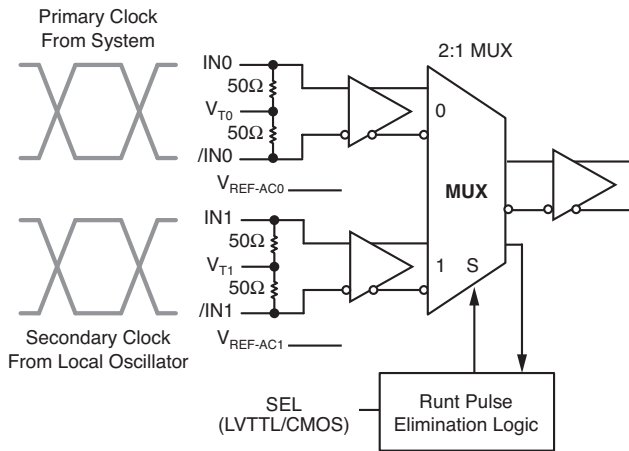 Primary Clock
From System
IN0
50Ω
VT0
50Ω
/IN0
VREF-AC0
2:1 MUX
0
MUX
IN1
50Ω
VT1
50Ω
/IN1
VREF-AC1
1 S
Secondary Clock
From Local Oscillator
SEL
(LVTTL/CMOS)
Runt Pulse
Elimination Logic